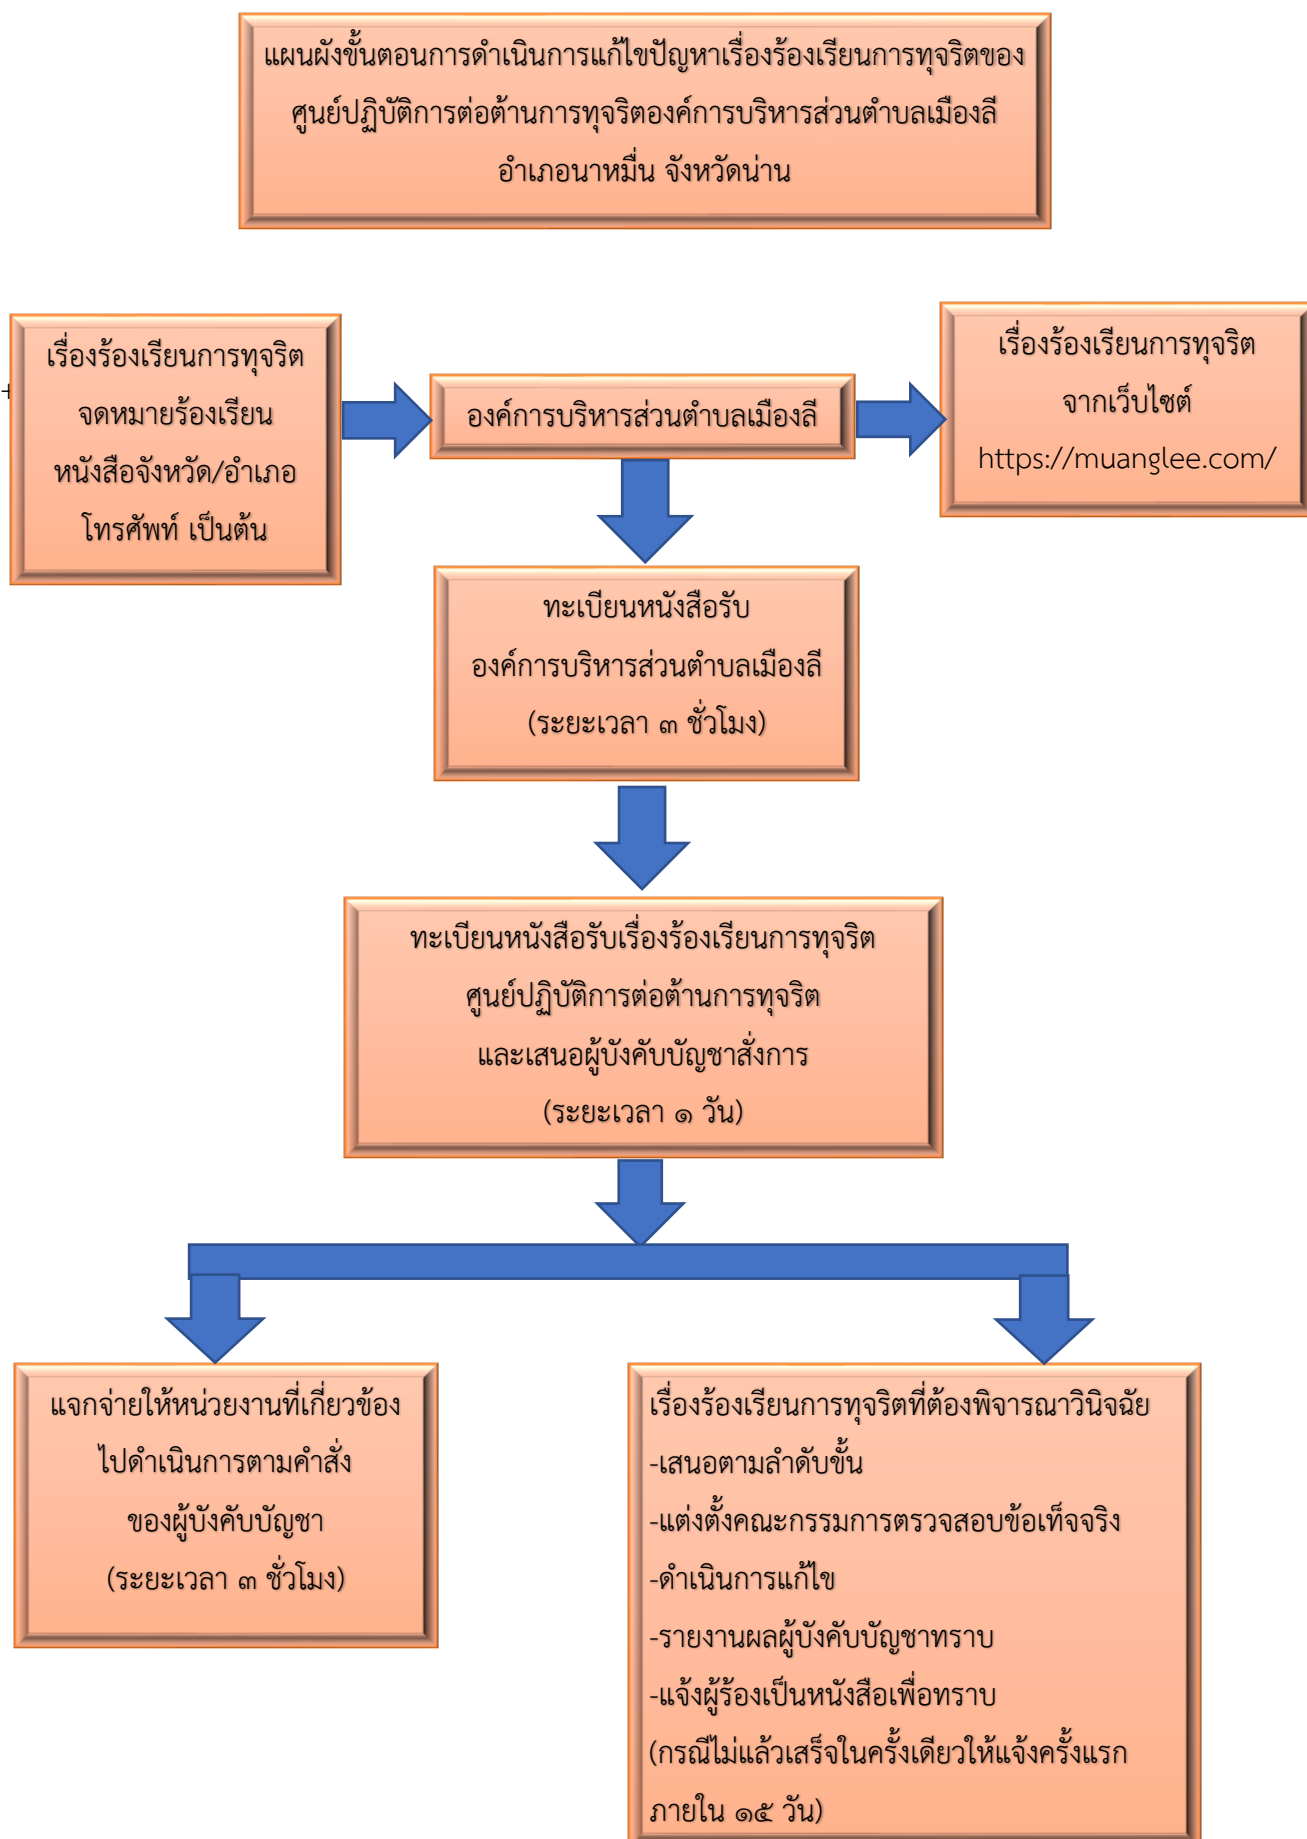 แผนผังขั้นตอนการดำเนินการแก้ไขปัญหาเรื่องร้องเรียนการทุจริตของ
ศูนย์ปฏิบัติการต่อต้านการทุจริตองค์การบริหารส่วนตำบลเมืองลี
อำเภอนาหมื่น จังหวัดน่าน
+
เรื่องร้องเรียนการทุจริต
จดหมายร้องเรียน
หนังสือจังหวัด/อำเภอ
โทรศัพท์ เป็นต้น
องค์การบริหารส่วนตำบลเมืองลี
เรื่องร้องเรียนการทุจริต
จากเว็บไซต์
https://muanglee.com/
ทะเบียนหนังสือรับ
องค์การบริหารส่วนตำบลเมืองลี
(ระยะเวลา ๓ ชั่วโมง)
ทะเบียนหนังสือรับเรื่องร้องเรียนการทุจริต
ศูนย์ปฏิบัติการต่อต้านการทุจริต
และเสนอผู้บังคับบัญชาสั่งการ
(ระยะเวลา ๑ วัน)
แจกจ่ายให้หน่วยงานที่เกี่ยวข้อง
ไปดำเนินการตามคำสั่ง
ของผู้บังคับบัญชา
(ระยะเวลา ๓ ชั่วโมง)
เรื่องร้องเรียนการทุจริตที่ต้องพิจารณาวินิจฉัย
-เสนอตามลำดับขั้น
-แต่งตั้งคณะกรรมการตรวจสอบข้อเท็จจริง
-ดำเนินการแก้ไข
-รายงานผลผู้บังคับบัญชาทราบ
-แจ้งผู้ร้องเป็นหนังสือเพื่อทราบ
(กรณีไม่แล้วเสร็จในครั้งเดียวให้แจ้งครั้งแรก
ภายใน ๑๕ วัน)